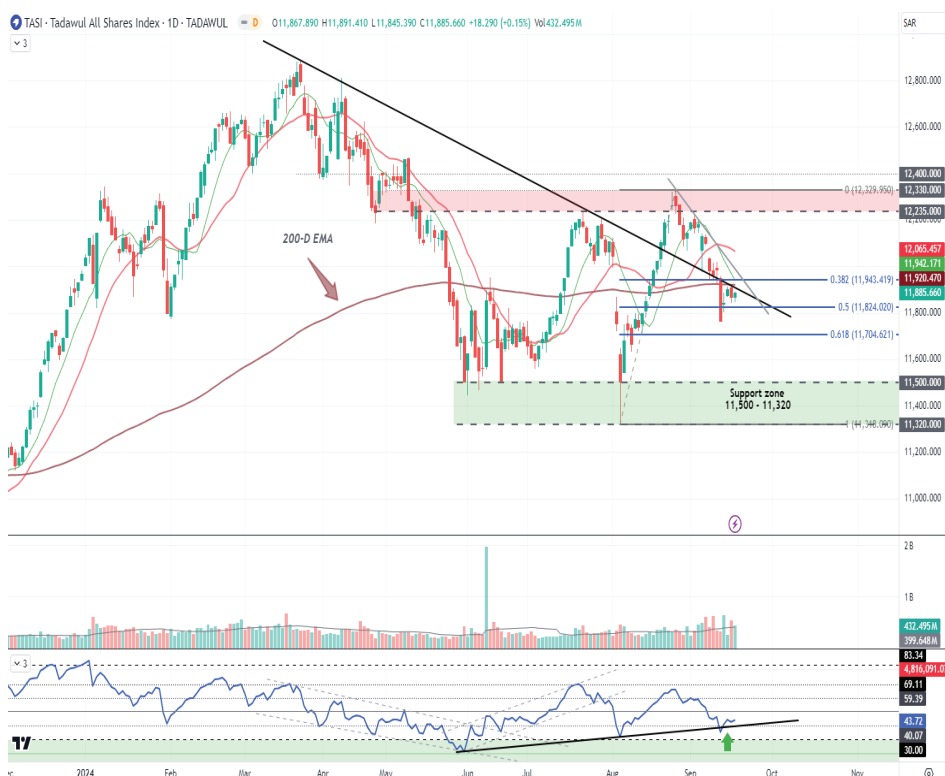 TASI · Tadawul All Shares Index · 1D · TADAWUL D O11,867.890 H11,891.410 L11,845.390 C11,885.660 +18.290 (+0.15%) Vol432.495M
SAR
3
12,800.000
12,600.000
12,400.000
0 (12,329.950)
12,330.000
12,235.000
200-D EMA
12,065.457
11,942.171
0.382 (11,943.419)
11,920.470
11,885.660
0.5 (11,824.020)
11,800.000
0.618 (11,704.621)
11,600.000
11,500.000
Support zone
11,500 - 11,320
11,400.000
11,320.000
11,200.000
11,000.000
2B
1B
432.495M
399.648M
3
83.34
69.11
59.39
43.72
40.07
30.00
2024 Feb Mar Apr May Jun Jul Aug Sep Oct Nov